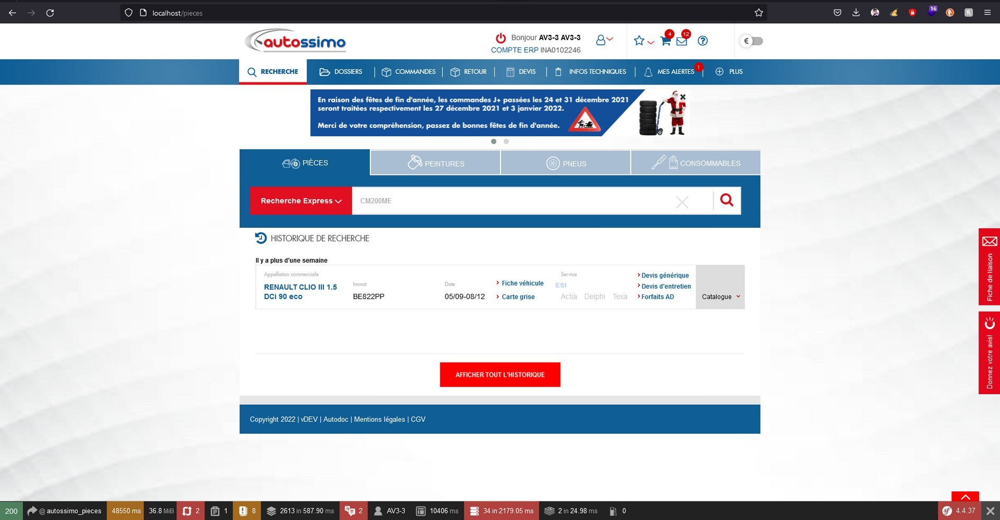 localhost/pieces
16
autossimo
Bonjour AV3-3 AV3-3
COMPTE ERP INA0102246
4
12
€
RECHERCHE
DOSSIERS
COMMANDES
RETOUR
DEVIS
INFOS TECHNIQUES
MES ALERTES
1
PLUS
En raison des fêtes de fin d'année, les commandes J+ passées les 24 et 31 décembre 2021
seront traitées respectivement les 27 décembre 2021 et 3 janvier 2022.
Merci de votre compréhension, passez de bonnes fêtes de fin d'année.
PIÈCES
PEINTURES
PNEUS
CONSOMMABLES
Recherche Express
CM200ME
HISTORIQUE DE RECHERCHE
Il y a plus d'une semaine
Appellation commerciale
RENAULT CLIO III 1.5
DCi 90 eco
Immat
BE822PP
Date
05/09-08/12
Fiche véhicule
Carte grise
Service
ESI
Actia Delphi Texa
Devis générique
Devis d'entretien
Forfaits AD
Catalogue
AFFICHER TOUT L'HISTORIQUE
Copyright 2022 | vDEV | Autodoc | Mentions légales | CGV
Fiche de liaison
Donnez votre avis!
200
@ autossimo_pieces
48550 ms
36.8 MiB
2
1
8
2613 in 587.90 ms
2
AV3-3
10406 ms
34 in 2179.05 ms
2 in 24.98 ms
0
sf
4.4.37